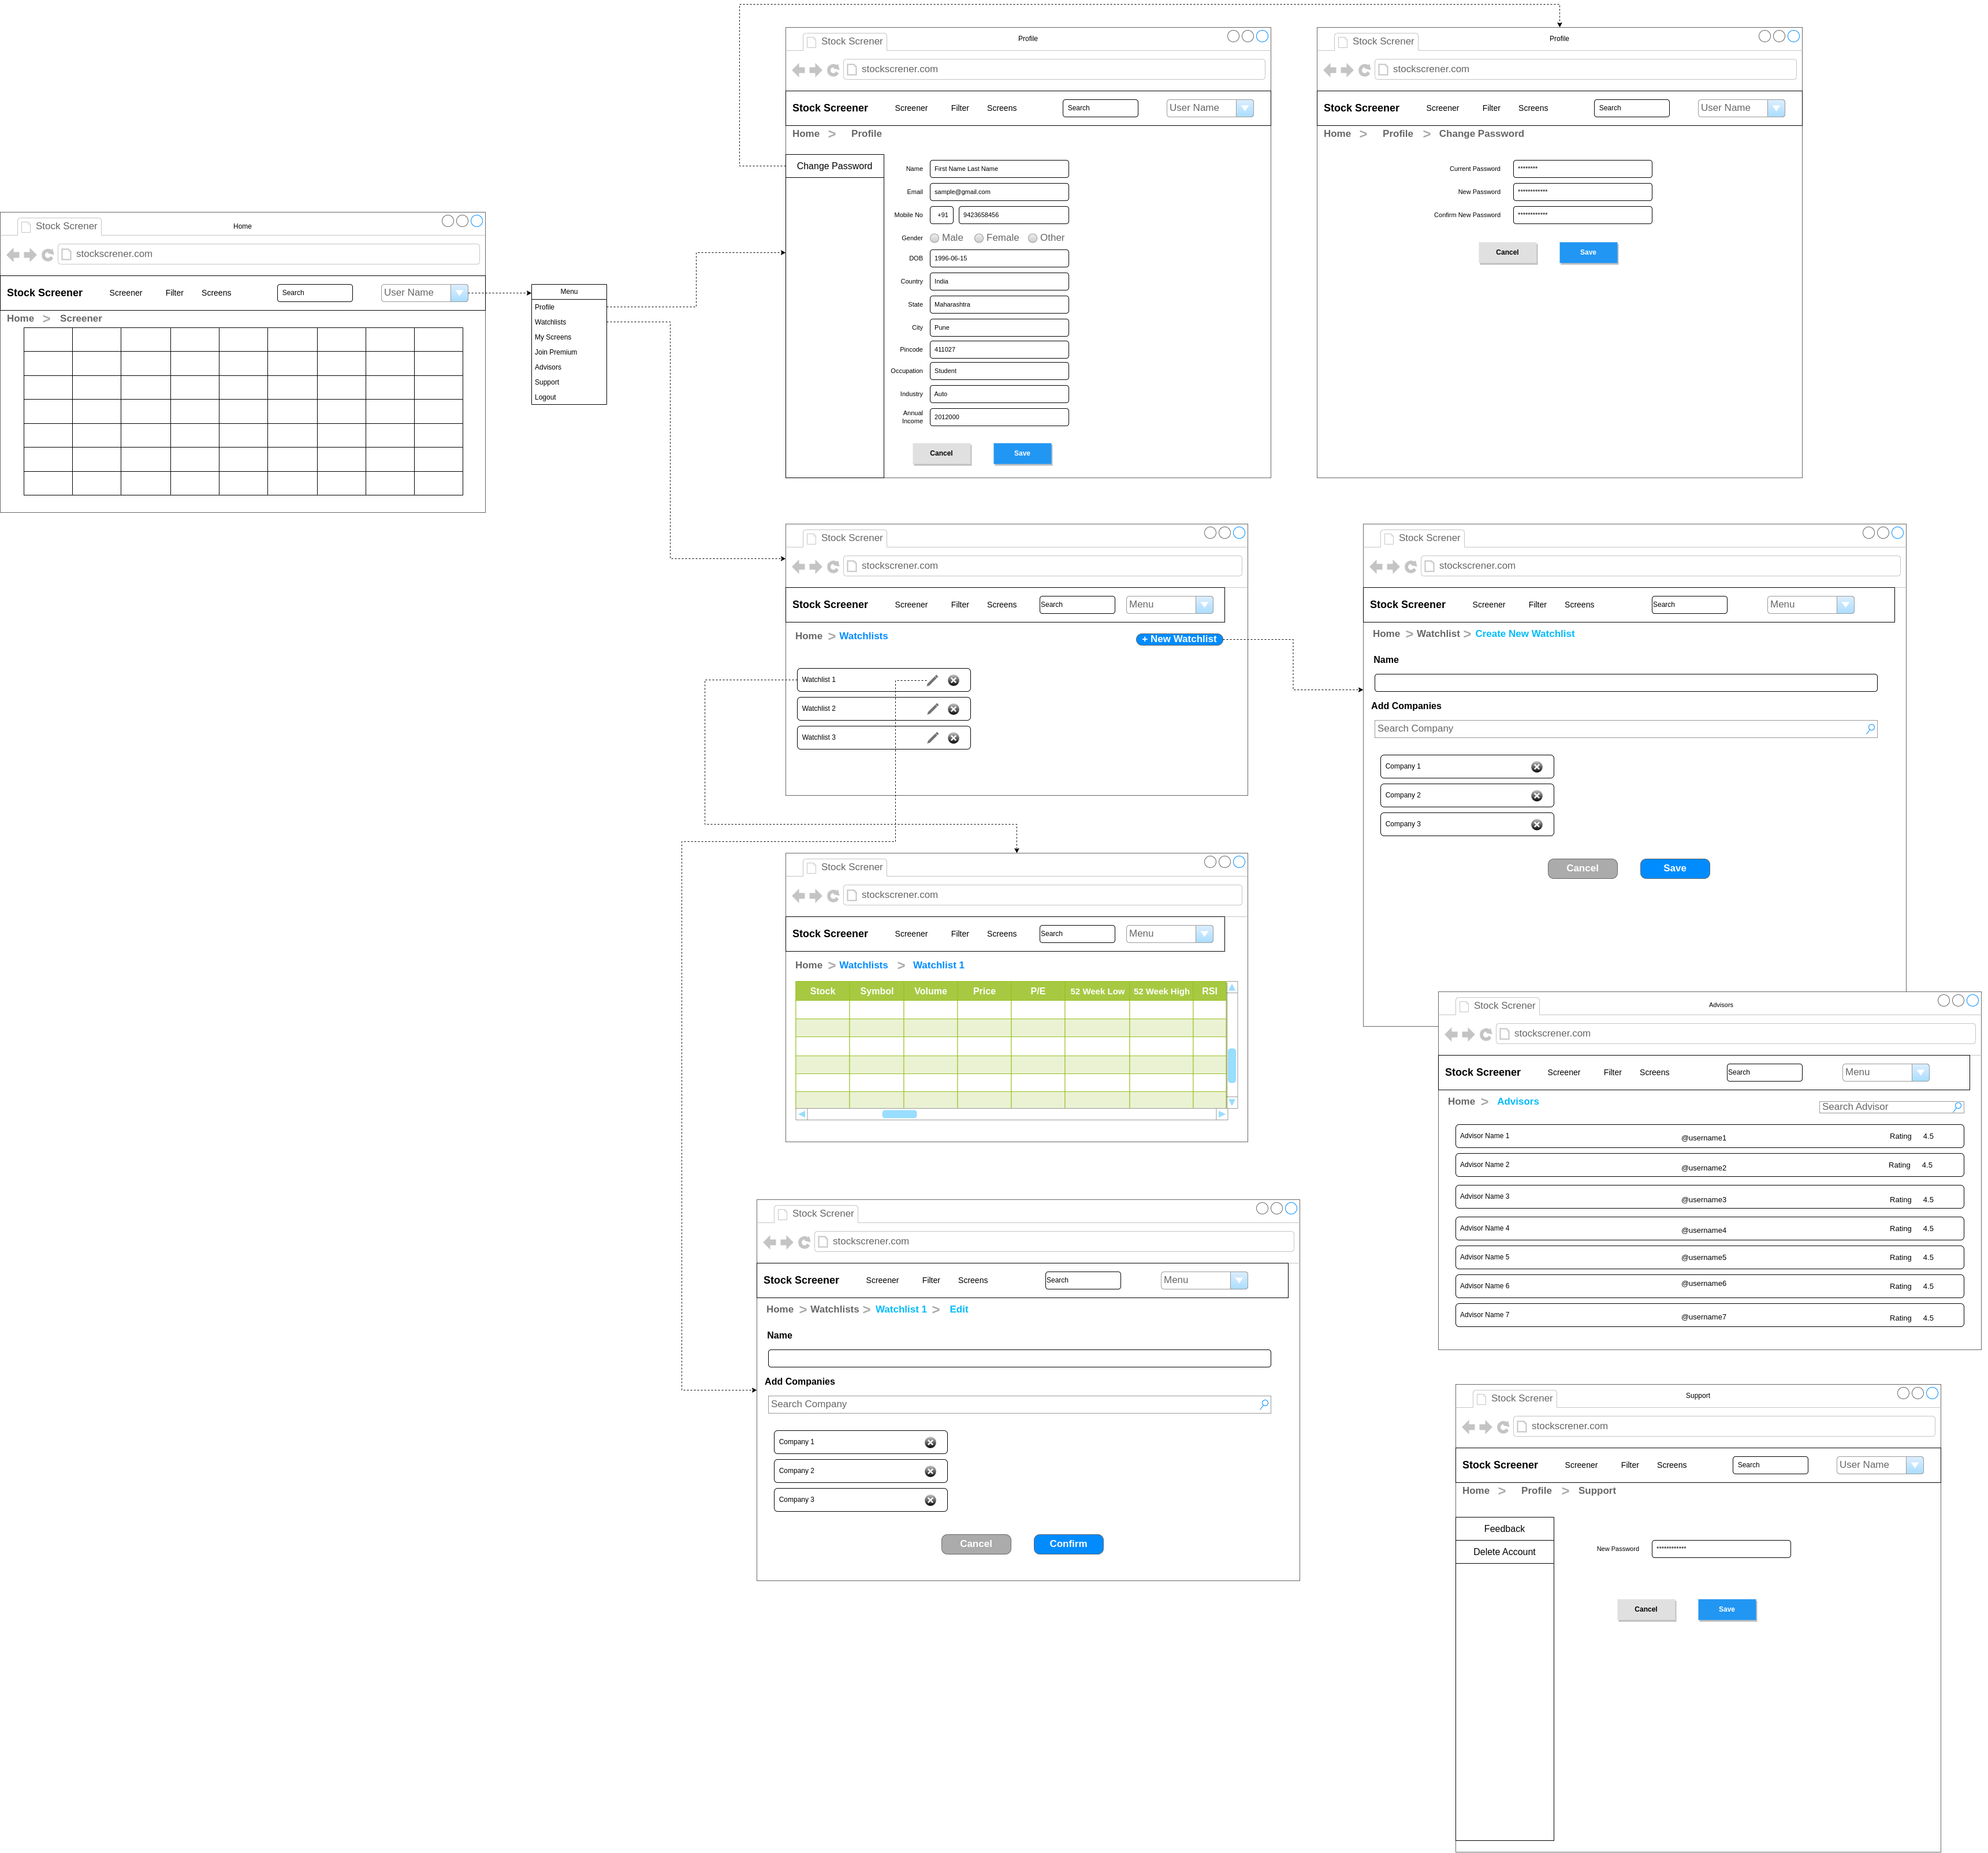 Stock Screner
Home
stockscrener.com
Stock Screener Screener Filter Screens Search User Name
Home > Screener
Menu
Profile
Watchlists
My Screens
Join Premium
Advisors
Support
Logout
Stock Screner
Profile
stockscrener.com
Stock Screener Screener Filter Screens Search User Name
Home > Profile
Change Password
Name First Name Last Name
Email sample@gmail.com
Mobile No +91 9423658456
Gender Male Female Other
DOB 1996-06-15
Country India
State Maharashtra
City Pune
Pincode 411027
Occupation Student
Industry Auto
Annual
Income 2012000
Cancel Save
Stock Screner
Profile
stockscrener.com
Stock Screener Screener Filter Screens Search User Name
Home > Profile > Change Password
Current Password ********
New Password ************
Confirm New Password ************
Cancel Save
Stock Screner
stockscrener.com
Stock Screener Screener Filter Screens Search Menu
Home > Watchlists + New Watchlist
Watchlist 1
Watchlist 2
Watchlist 3
Stock Screner
stockscrener.com
Stock Screener Screener Filter Screens Search Menu
Home > Watchlist > Create New Watchlist
Name
Add Companies
Search Company
Company 1
Company 2
Company 3
Cancel Save
Stock Screner
stockscrener.com
Stock Screener Screener Filter Screens Search Menu
Home > Watchlists > Watchlist 1
Stock Symbol Volume Price P/E 52 Week Low 52 Week High RSI
Stock Screner
Advisors
stockscrener.com
Stock Screener Screener Filter Screens Search Menu
Home > Advisors Search Advisor
Advisor Name 1 @username1 Rating 4.5
Advisor Name 2 @username2 Rating 4.5
Advisor Name 3 @username3 Rating 4.5
Advisor Name 4 @username4 Rating 4.5
Advisor Name 5 @username5 Rating 4.5
Advisor Name 6 @username6 Rating 4.5
Advisor Name 7 @username7 Rating 4.5
Stock Screner
stockscrener.com
Stock Screener Screener Filter Screens Search Menu
Home > Watchlists > Watchlist 1 > Edit
Name
Add Companies
Search Company
Company 1
Company 2
Company 3
Cancel Confirm
Stock Screner
Support
stockscrener.com
Stock Screener Screener Filter Screens Search User Name
Home > Profile > Support
Feedback
Delete Account
New Password ************
Cancel Save